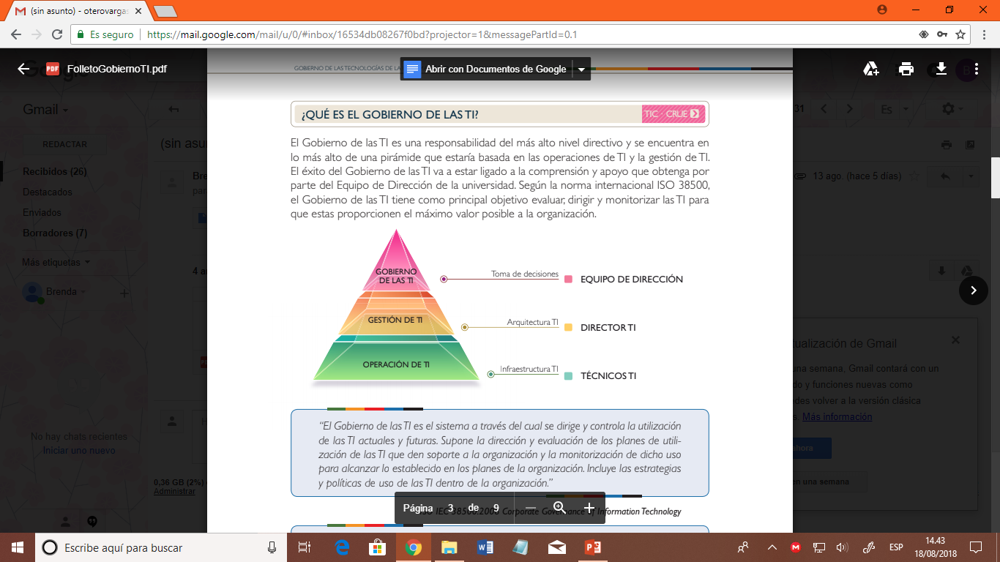 (sin asunto) - oterovargas
Es seguro https://mail.google.com/mail/u/0/#inbox/16534db08267f0bd?projector=1&messagePartId=0.1
PDF FolletoGobiernoTI.pdf
Abrir con Documentos de Google
GOBIERNO DE LAS TECNOLOGÍAS DE LA
Gmail
31
Es
REDACTAR
(sin asu
Recibidos (26)
Destacados
Enviados
Borradores (7)
Más etiquetas
Brenda
Bre
par
13 ago. (hace 5 días)
¿QUÉ ES EL GOBIERNO DE LAS TI?
TIC · CRUE
El Gobierno de las TI es una responsabilidad del más alto nivel directivo y se encuentra en
lo más alto de una pirámide que estaría basada en las operaciones de TI y la gestión de TI.
El éxito del Gobierno de las TI va a estar ligado a la comprensión y apoyo que obtenga por
parte del Equipo de Dirección de la universidad. Según la norma internacional ISO 38500,
el Gobierno de las TI tiene como principal objetivo evaluar, dirigir y monitorizar las TI para
que estas proporcionen el máximo valor posible a la organización.
GOBIERNO
DE LAS TI
Toma de decisiones
EQUIPO DE DIRECCIÓN
GESTIÓN DE TI
Arquitectura TI
DIRECTOR TI
OPERACIÓN DE TI
Infraestructura TI
TÉCNICOS TI
“El Gobierno de las TI es el sistema a través del cual se dirige y controla la utilización
de las TI actuales y futuras. Supone la dirección y evaluación de los planes de utili-
zación de las TI que den soporte a la organización y la monitorización de dicho uso
para alcanzar lo establecido en los planes de la organización. Incluye las estrategias
y políticas de uso de las TI dentro de la organización.”
Corporate Governance of Information Technology
Página 3 de 9
ualización de Gmail
na semana, Gmail contará con un
do y funciones nuevas como
des volver a la versión clásica
Más información
ahora
en una semana
No hay chats recientes
Iniciar uno nuevo
0,36 GB (2%)
Administrar
Escribe aquí para buscar
ESP
14.43
18/08/2018